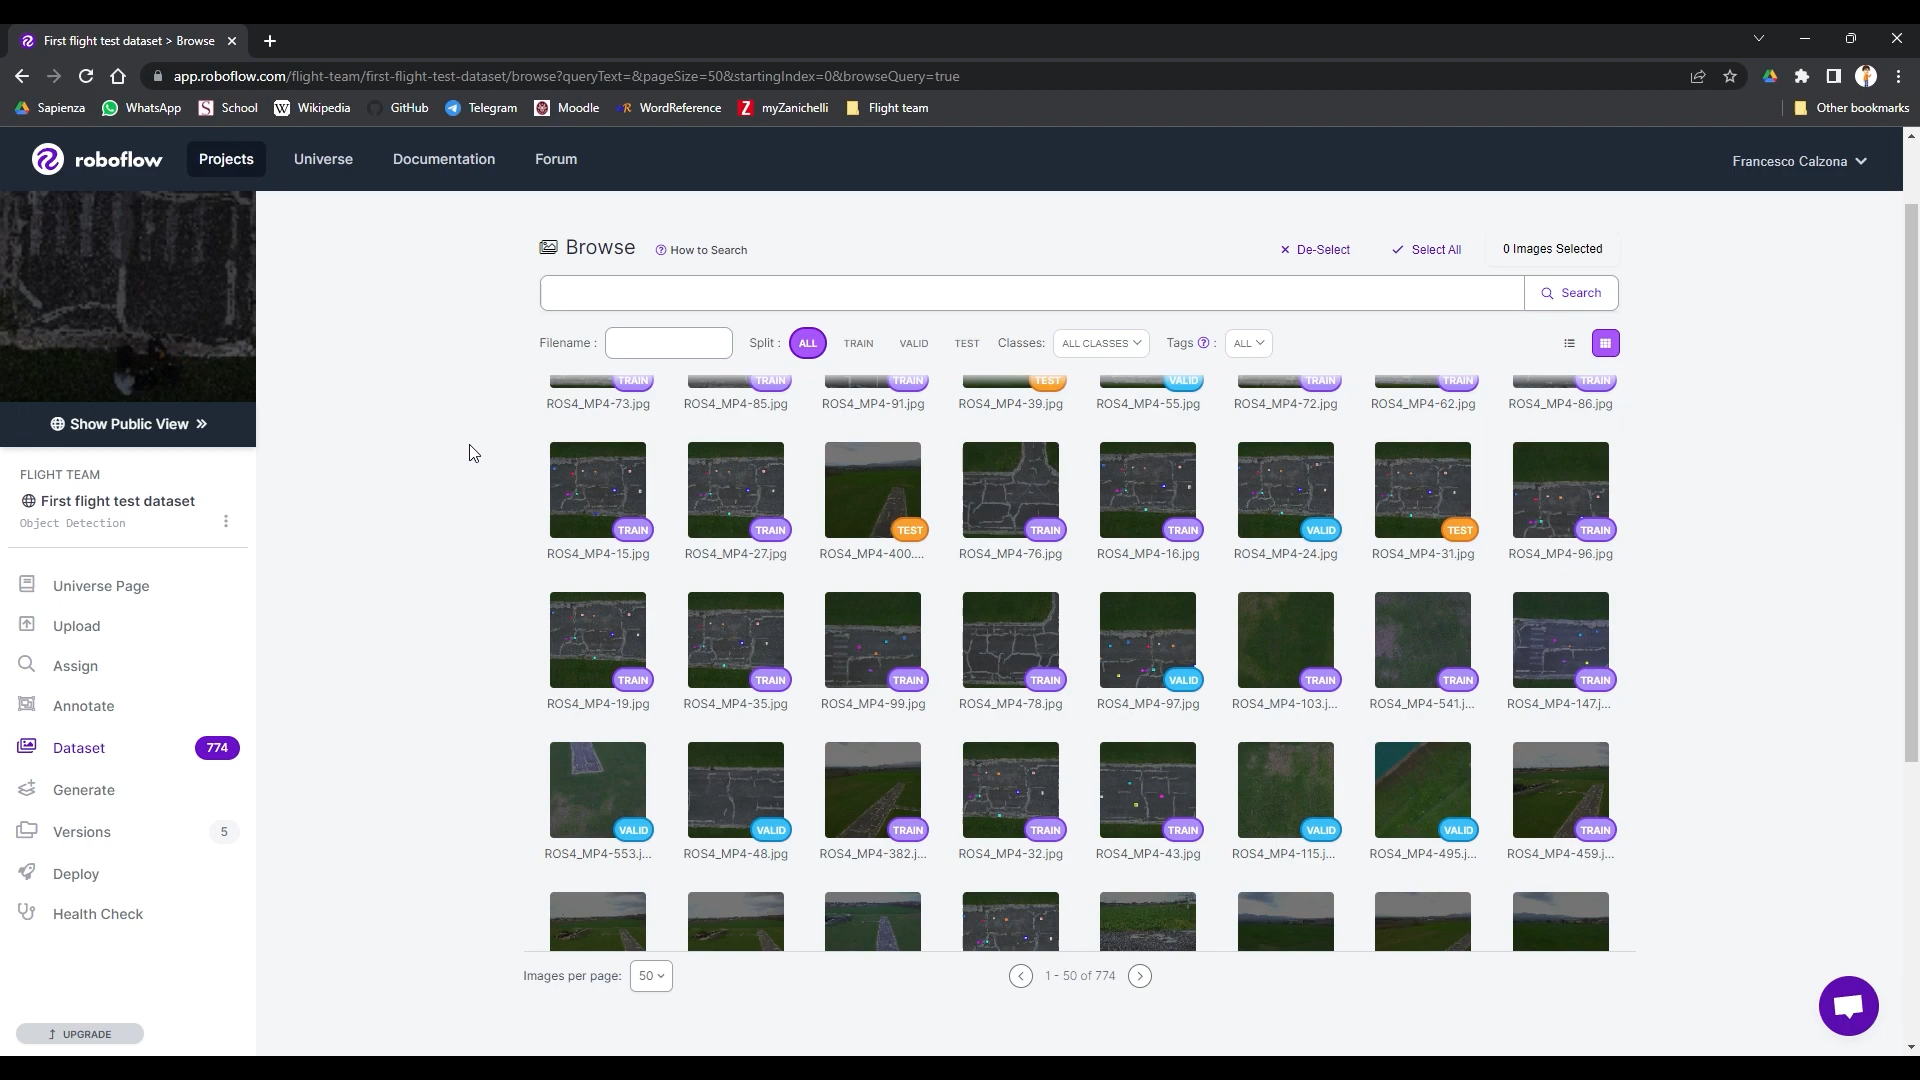 First flight test dataset > Browse
app.roboflow.com/flight-team/first-flight-test-dataset/browse?queryText=&pageSize=50&startingIndex=0&browseQuery=true
Sapienza WhatsApp School Wikipedia GitHub Telegram Moodle WordReference myZanichelli Flight team Other bookmarks
roboflow Projects Universe Documentation Forum Francesco Calzona
Browse How to Search De-Select Select All 0 Images Selected
Search
Filename : Split : ALL TRAIN VALID TEST Classes: ALL CLASSES Tags : ALL
TRAIN TRAIN TRAIN TEST VALID TRAIN TRAIN TRAIN
ROS4_MP4-73.jpg ROS4_MP4-85.jpg ROS4_MP4-91.jpg ROS4_MP4-39.jpg ROS4_MP4-55.jpg ROS4_MP4-72.jpg ROS4_MP4-62.jpg ROS4_MP4-86.jpg
TRAIN TRAIN TEST TRAIN TRAIN VALID TEST TRAIN
ROS4_MP4-15.jpg ROS4_MP4-27.jpg ROS4_MP4-400.... ROS4_MP4-76.jpg ROS4_MP4-16.jpg ROS4_MP4-24.jpg ROS4_MP4-31.jpg ROS4_MP4-96.jpg
TRAIN TRAIN TRAIN TRAIN VALID TRAIN TRAIN TRAIN
ROS4_MP4-19.jpg ROS4_MP4-35.jpg ROS4_MP4-99.jpg ROS4_MP4-78.jpg ROS4_MP4-97.jpg ROS4_MP4-103.j... ROS4_MP4-541.j... ROS4_MP4-147.j...
VALID VALID TRAIN TRAIN TRAIN VALID VALID TRAIN
ROS4_MP4-553.j... ROS4_MP4-48.jpg ROS4_MP4-382.j... ROS4_MP4-32.jpg ROS4_MP4-43.jpg ROS4_MP4-115.j... ROS4_MP4-495.j... ROS4_MP4-459.j...
Images per page: 50 1 - 50 of 774
Show Public View »
FLIGHT TEAM
First flight test dataset
Object Detection
Universe Page
Upload
Assign
Annotate
Dataset 774
Generate
Versions 5
Deploy
Health Check
UPGRADE